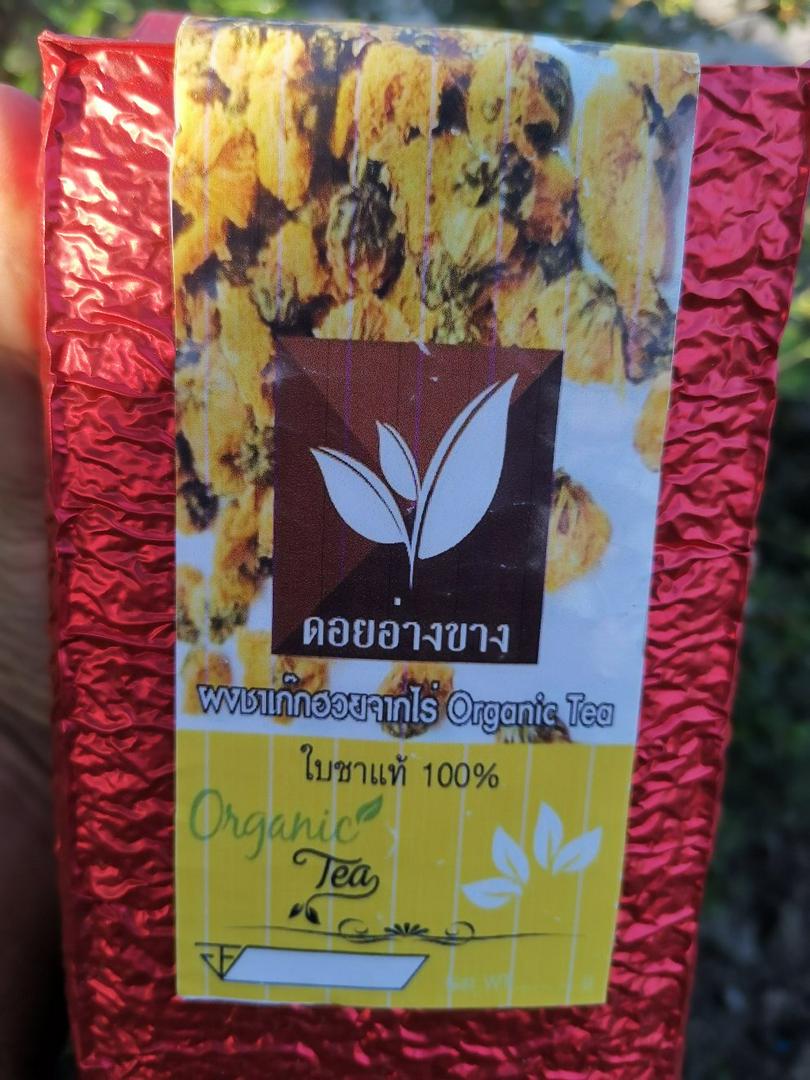 ดอยอ่างขาง
ผงชาเก๊กฮวยจากไร่ Organic Tea
ใบชาแท้ 100%
Organic
Tea